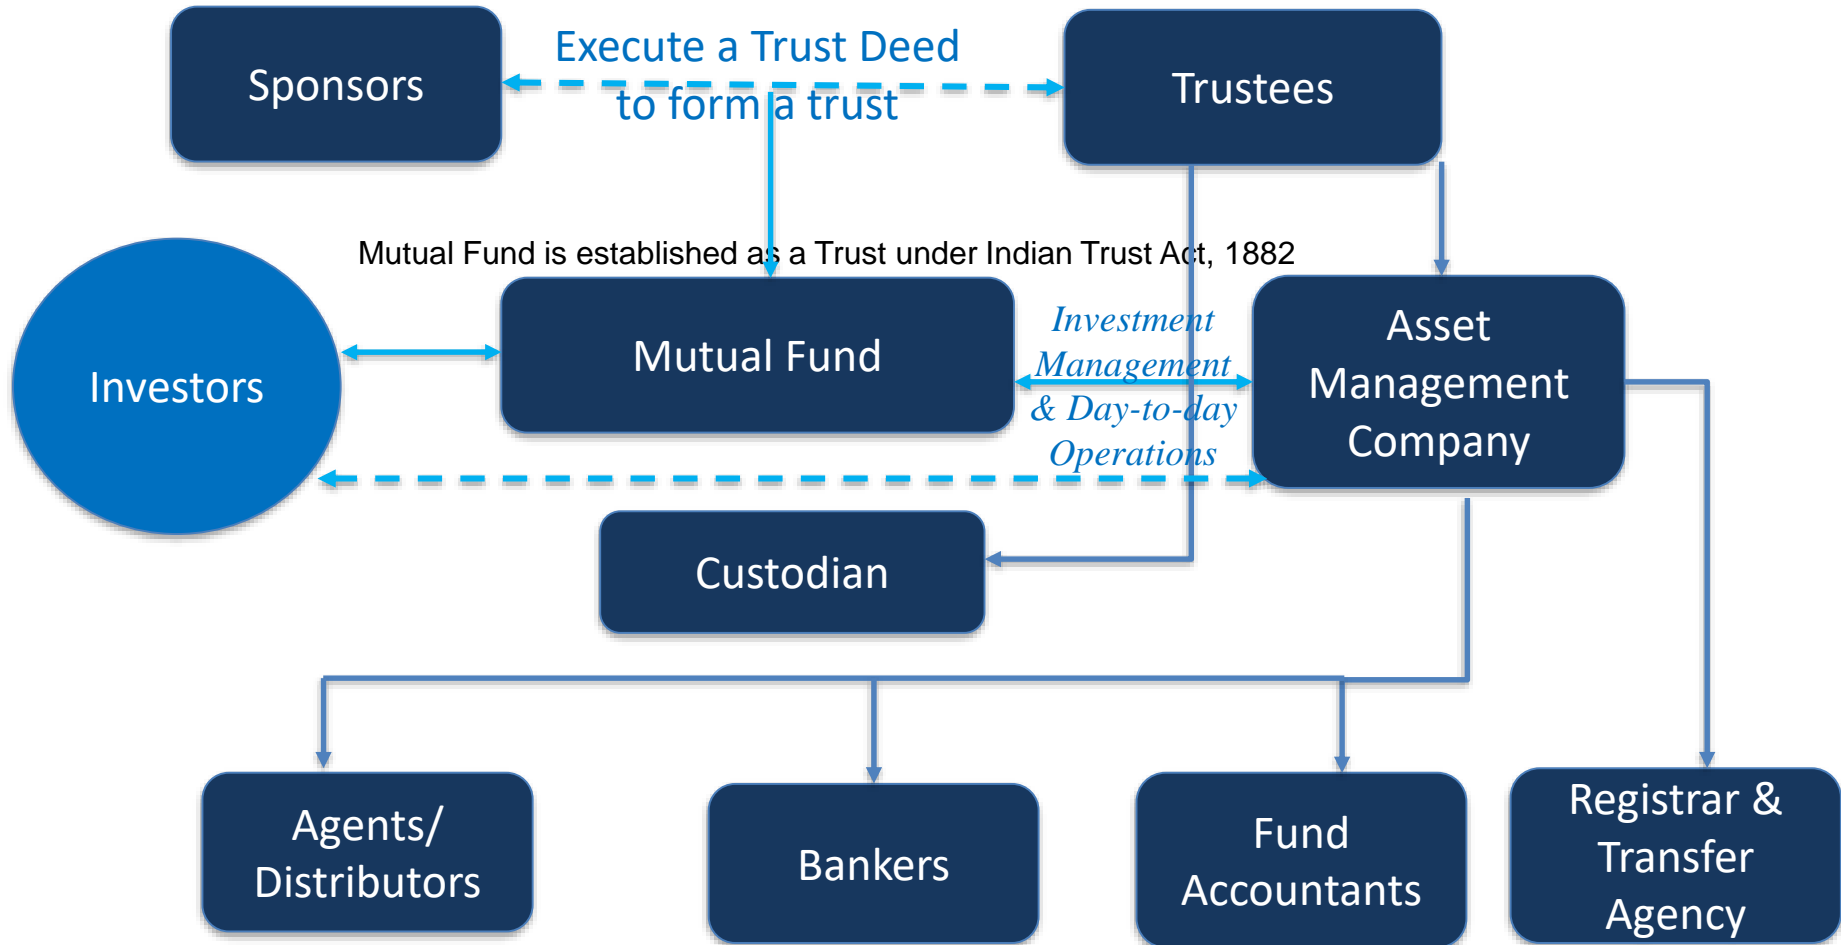 Sponsors
Execute a Trust Deed
to form a trust
Trustees
Mutual Fund is established as a Trust under Indian Trust Act, 1882
Investors
Mutual Fund
Investment
Management
& Day-to-day
Operations
Asset
Management
Company
Custodian
Agents/
Distributors
Bankers
Fund
Accountants
Registrar &
Transfer
Agency